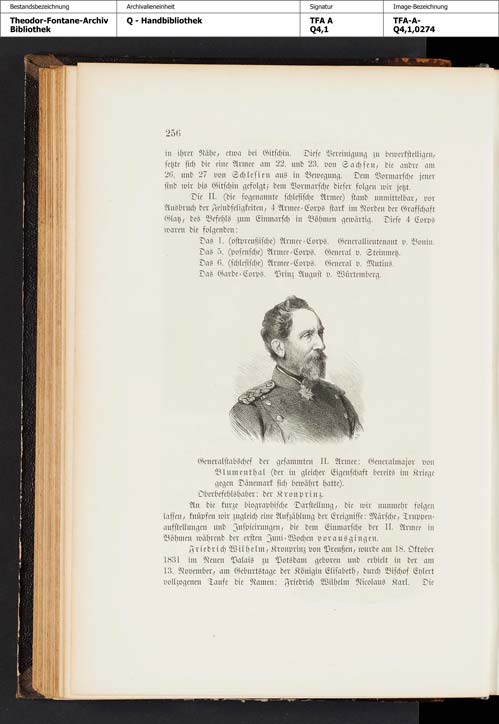 Bestandsbezeichnung
Archivalieneinheit
Signatur
Image-Bezeichnung
Theodor-Fontane-Archiv
Bibliothek
Q - Handbibliothek
TFA A
Q4,1
TFA-A-
Q4,1,0274
256
in ihrer Nähe, etwa bei Gitschin. Diese Vereinigung zu bewerkstelligen,
setzte sich die eine Armee am 22. und 23. von Sachsen, die andre am
26. und 27 von Schlesien aus in Bewegung. Dem Vormarsche jener
sind wir bis Gitschin gefolgt; dem Vormarsche dieser folgen wir jetzt.
Die II. (die sogenannte schlesische Armee) stand unmittelbar, vor
Ausbruch der Feindseligkeiten, 4 Armee-Corps stark im Norden der Grafschaft
Glatz, des Befehls zum Einmarsch in Böhmen gewärtig. Diese 4 Corps
waren die folgenden:
Das 1. (ostpreußische) Armee-Corps. Generallieutenant v. Bonin.
Das 5. (posensche) Armee-Corps. General v. Steinmetz.
Das 6. (schlesische) Armee-Corps. General v. Mutius.
Das Garde-Corps. Prinz August v. Würtemberg.
Generalstabschef der gesammten II. Armee: Generalmajor von
Blumenthal (der in gleicher Eigenschaft bereits im Kriege
gegen Dänemark sich bewährt hatte).
Oberbefehlshaber: der Kronprinz.
An die kurze biographische Darstellung, die wir nunmehr folgen
lassen, knüpfen wir zugleich eine Aufzählung der Ereignisse: Märsche, Truppen-
aufstellungen und Inspicirungen, die dem Einmarsche der II. Armee in
Böhmen während der ersten Juni-Wochen vorausgingen.
Friedrich Wilhelm, Kronprinz von Preußen, wurde am 18. Oktober
1831 im Neuen Palais zu Potsdam geboren und erhielt in der am
13. November, am Geburtstage der Königin Elisabeth, durch Bischof Eylert
vollzogenen Taufe die Namen: Friedrich Wilhelm Nicolaus Karl. Die